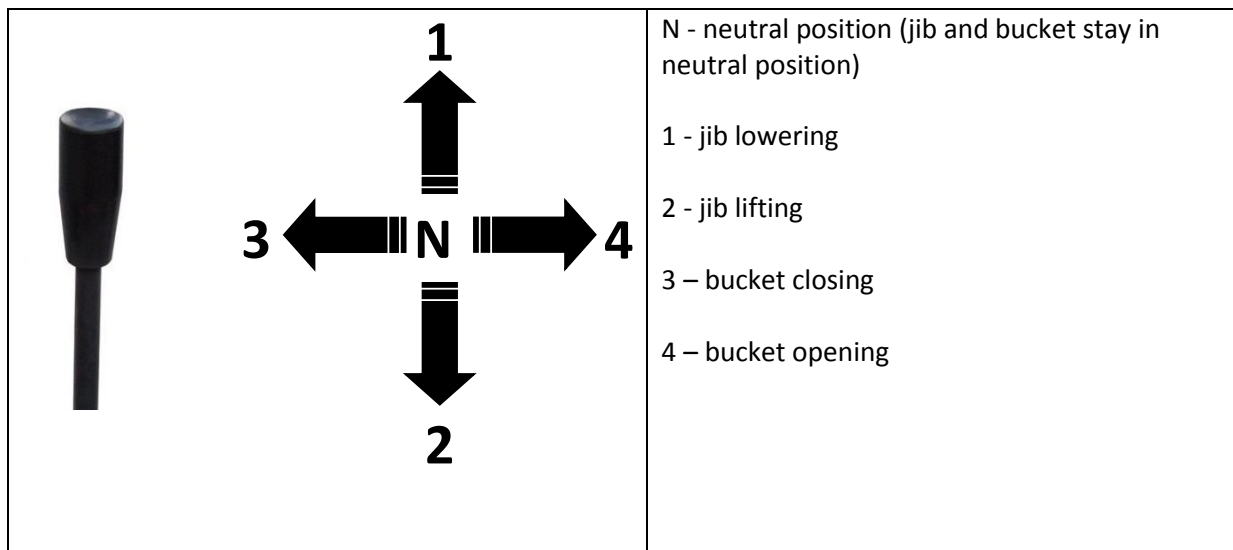 1
3 N 4
2
N - neutral position (jib and bucket stay in
neutral position)
1 - jib lowering
2 - jib lifting
3 – bucket closing
4 – bucket opening